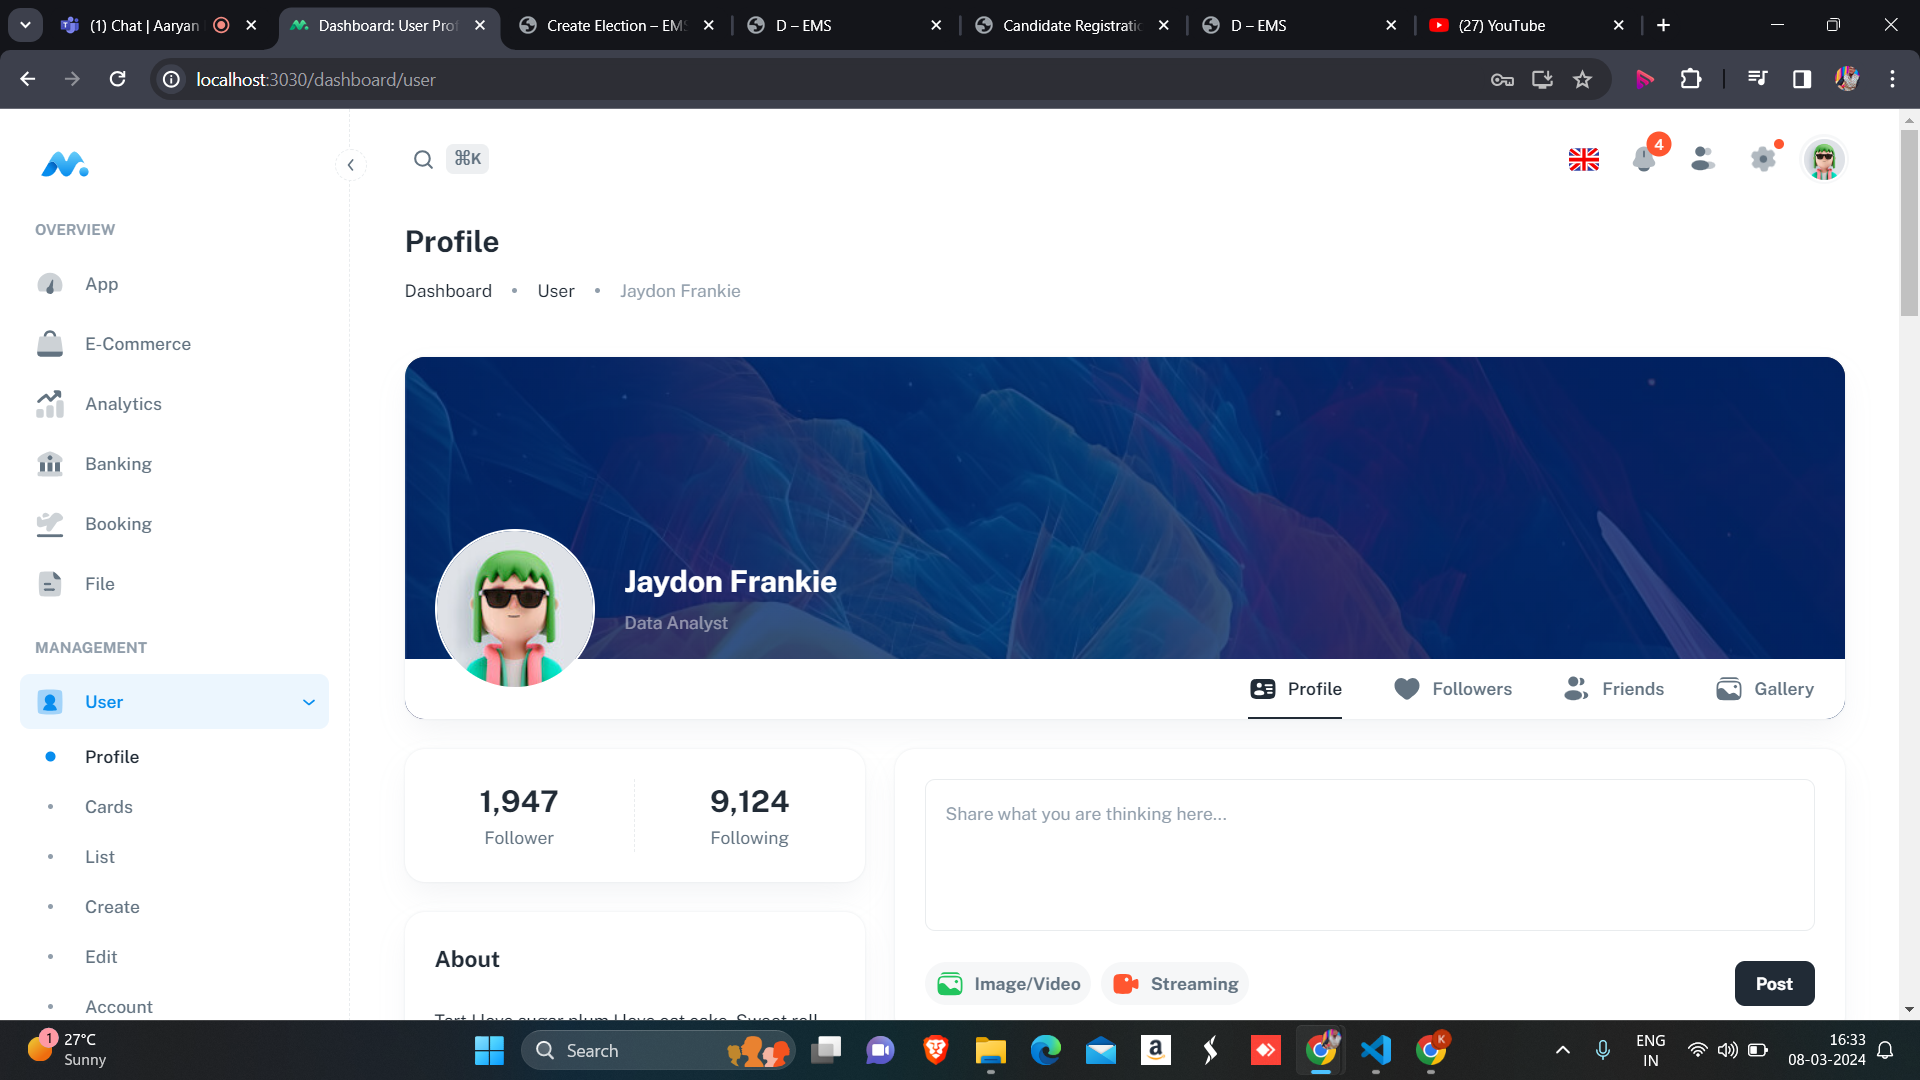 (1) Chat | Aaryan
Dashboard: User Prof
Create Election – EMS
D – EMS
Candidate Registratio
D – EMS
(27) YouTube
localhost:3030/dashboard/user
⌘K
4
OVERVIEW
App
E-Commerce
Analytics
Banking
Booking
File
MANAGEMENT
User
Profile
Cards
List
Create
Edit
Account
Profile
Dashboard • User • Jaydon Frankie
Jaydon Frankie
Data Analyst
Profile
Followers
Friends
Gallery
1,947
Follower
9,124
Following
Share what you are thinking here...
About
Tart I love sugar plum I love oat cake. Sweet roll
Image/Video
Streaming
Post
1
27°C
Sunny
Search
a
K
ENG
IN
16:33
08-03-2024